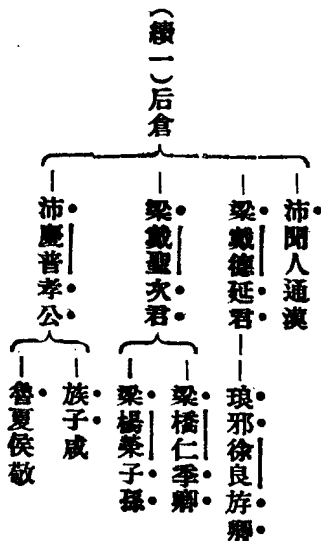 （續一）后倉
沛聞人通漢
梁戴德延君
琅邪徐良斿卿
梁戴聖次君
梁橋仁季卿
梁楊榮子孫
沛慶普孝公
族子咸
魯夏侯敬